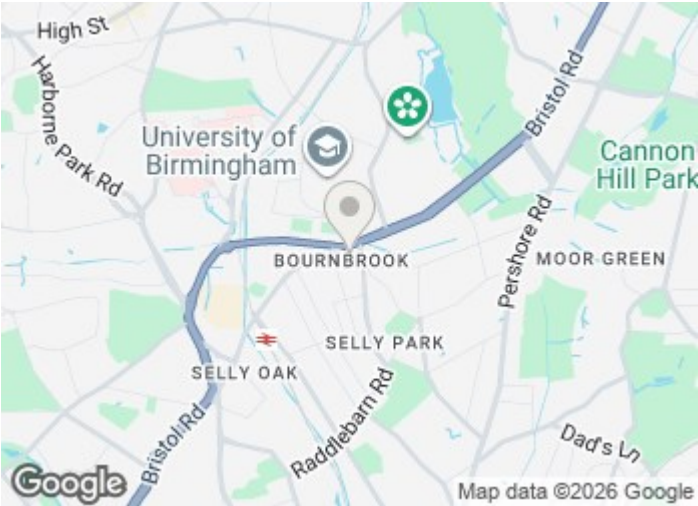 High St
Harborne Park Rd
University of
Birmingham
Bristol Rd
Cannon
Hill Park
Pershore Rd
BOURNBROOK
MOOR GREEN
SELLY PARK
SELLY OAK
Raddlebarn Rd
Bristol Rd
Dad's Ln
Google
Map data ©2026 Google